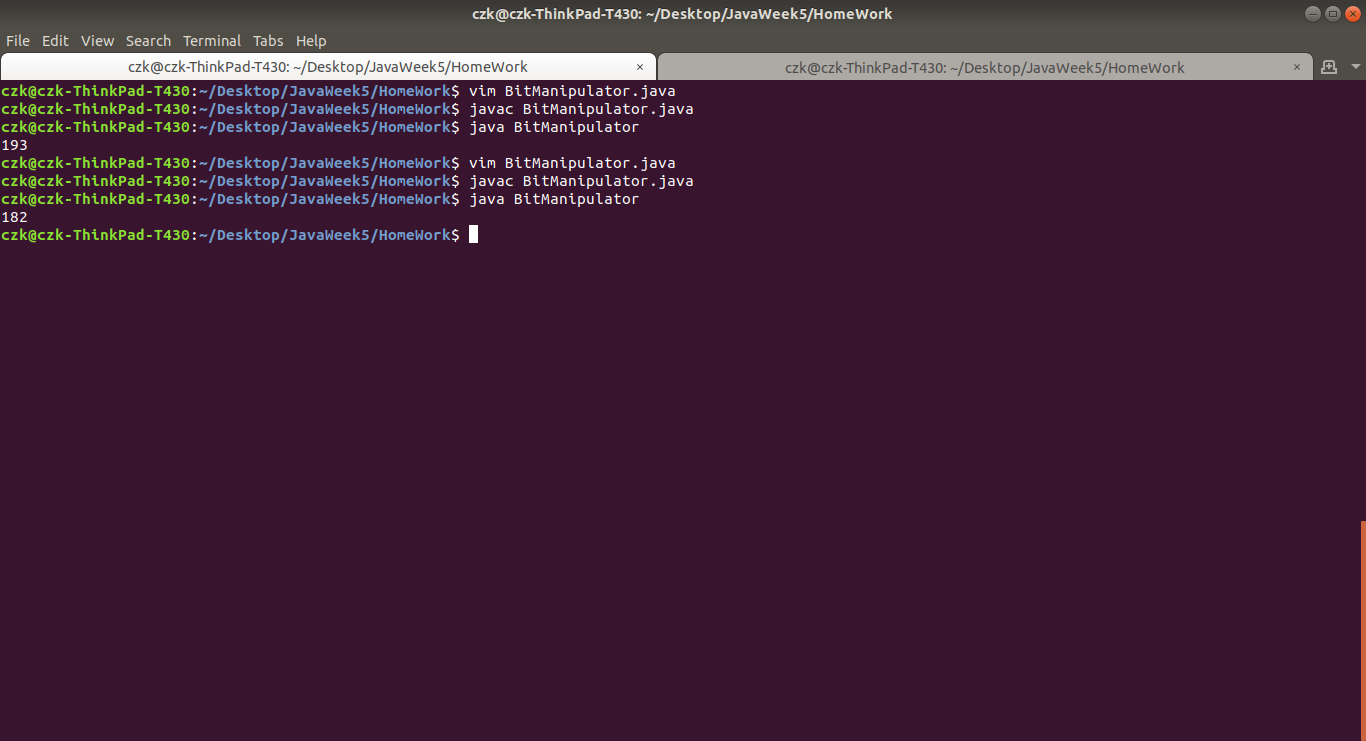 czk@czk-ThinkPad-T430: ~/Desktop/JavaWeek5/HomeWork
File Edit View Search Terminal Tabs Help
czk@czk-ThinkPad-T430: ~/Desktop/JavaWeek5/HomeWork × czk@czk-ThinkPad-T430: ~/Desktop/JavaWeek5/HomeWork ×
czk@czk-ThinkPad-T430:~/Desktop/JavaWeek5/HomeWork$ vim BitManipulator.java
czk@czk-ThinkPad-T430:~/Desktop/JavaWeek5/HomeWork$ javac BitManipulator.java
czk@czk-ThinkPad-T430:~/Desktop/JavaWeek5/HomeWork$ java BitManipulator
193
czk@czk-ThinkPad-T430:~/Desktop/JavaWeek5/HomeWork$ vim BitManipulator.java
czk@czk-ThinkPad-T430:~/Desktop/JavaWeek5/HomeWork$ javac BitManipulator.java
czk@czk-ThinkPad-T430:~/Desktop/JavaWeek5/HomeWork$ java BitManipulator
182
czk@czk-ThinkPad-T430:~/Desktop/JavaWeek5/HomeWork$